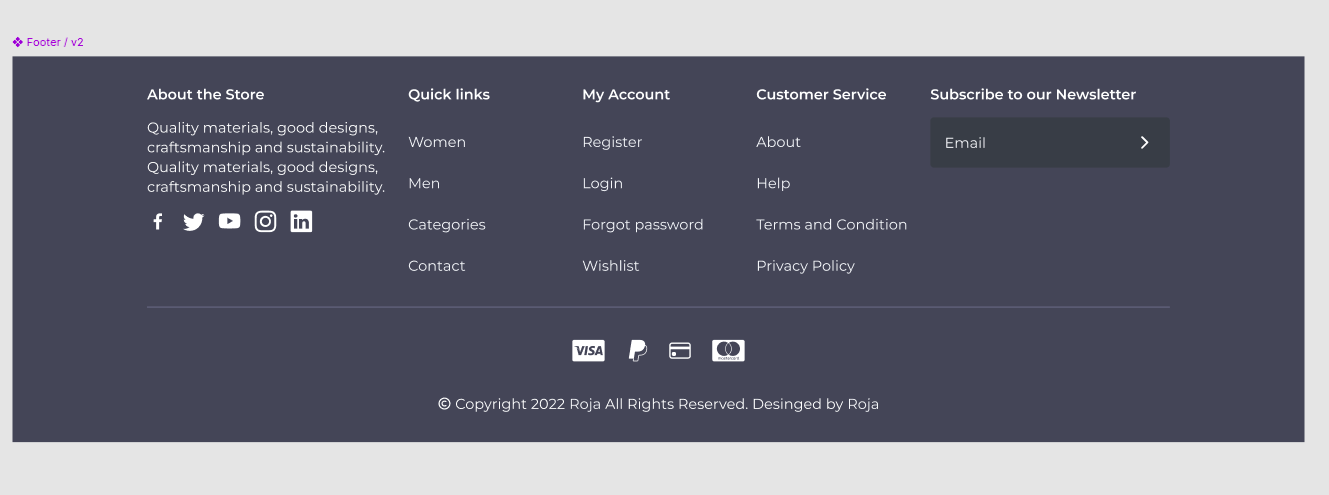 Footer / v2
About the Store
Quality materials, good designs,
craftsmanship and sustainability.
Quality materials, good designs,
craftsmanship and sustainability.
Quick links
Women
Men
Categories
Contact
My Account
Register
Login
Forgot password
Wishlist
Customer Service
About
Help
Terms and Condition
Privacy Policy
Subscribe to our Newsletter
Email
VISA
mastercard
© Copyright 2022 Roja All Rights Reserved. Desinged by Roja